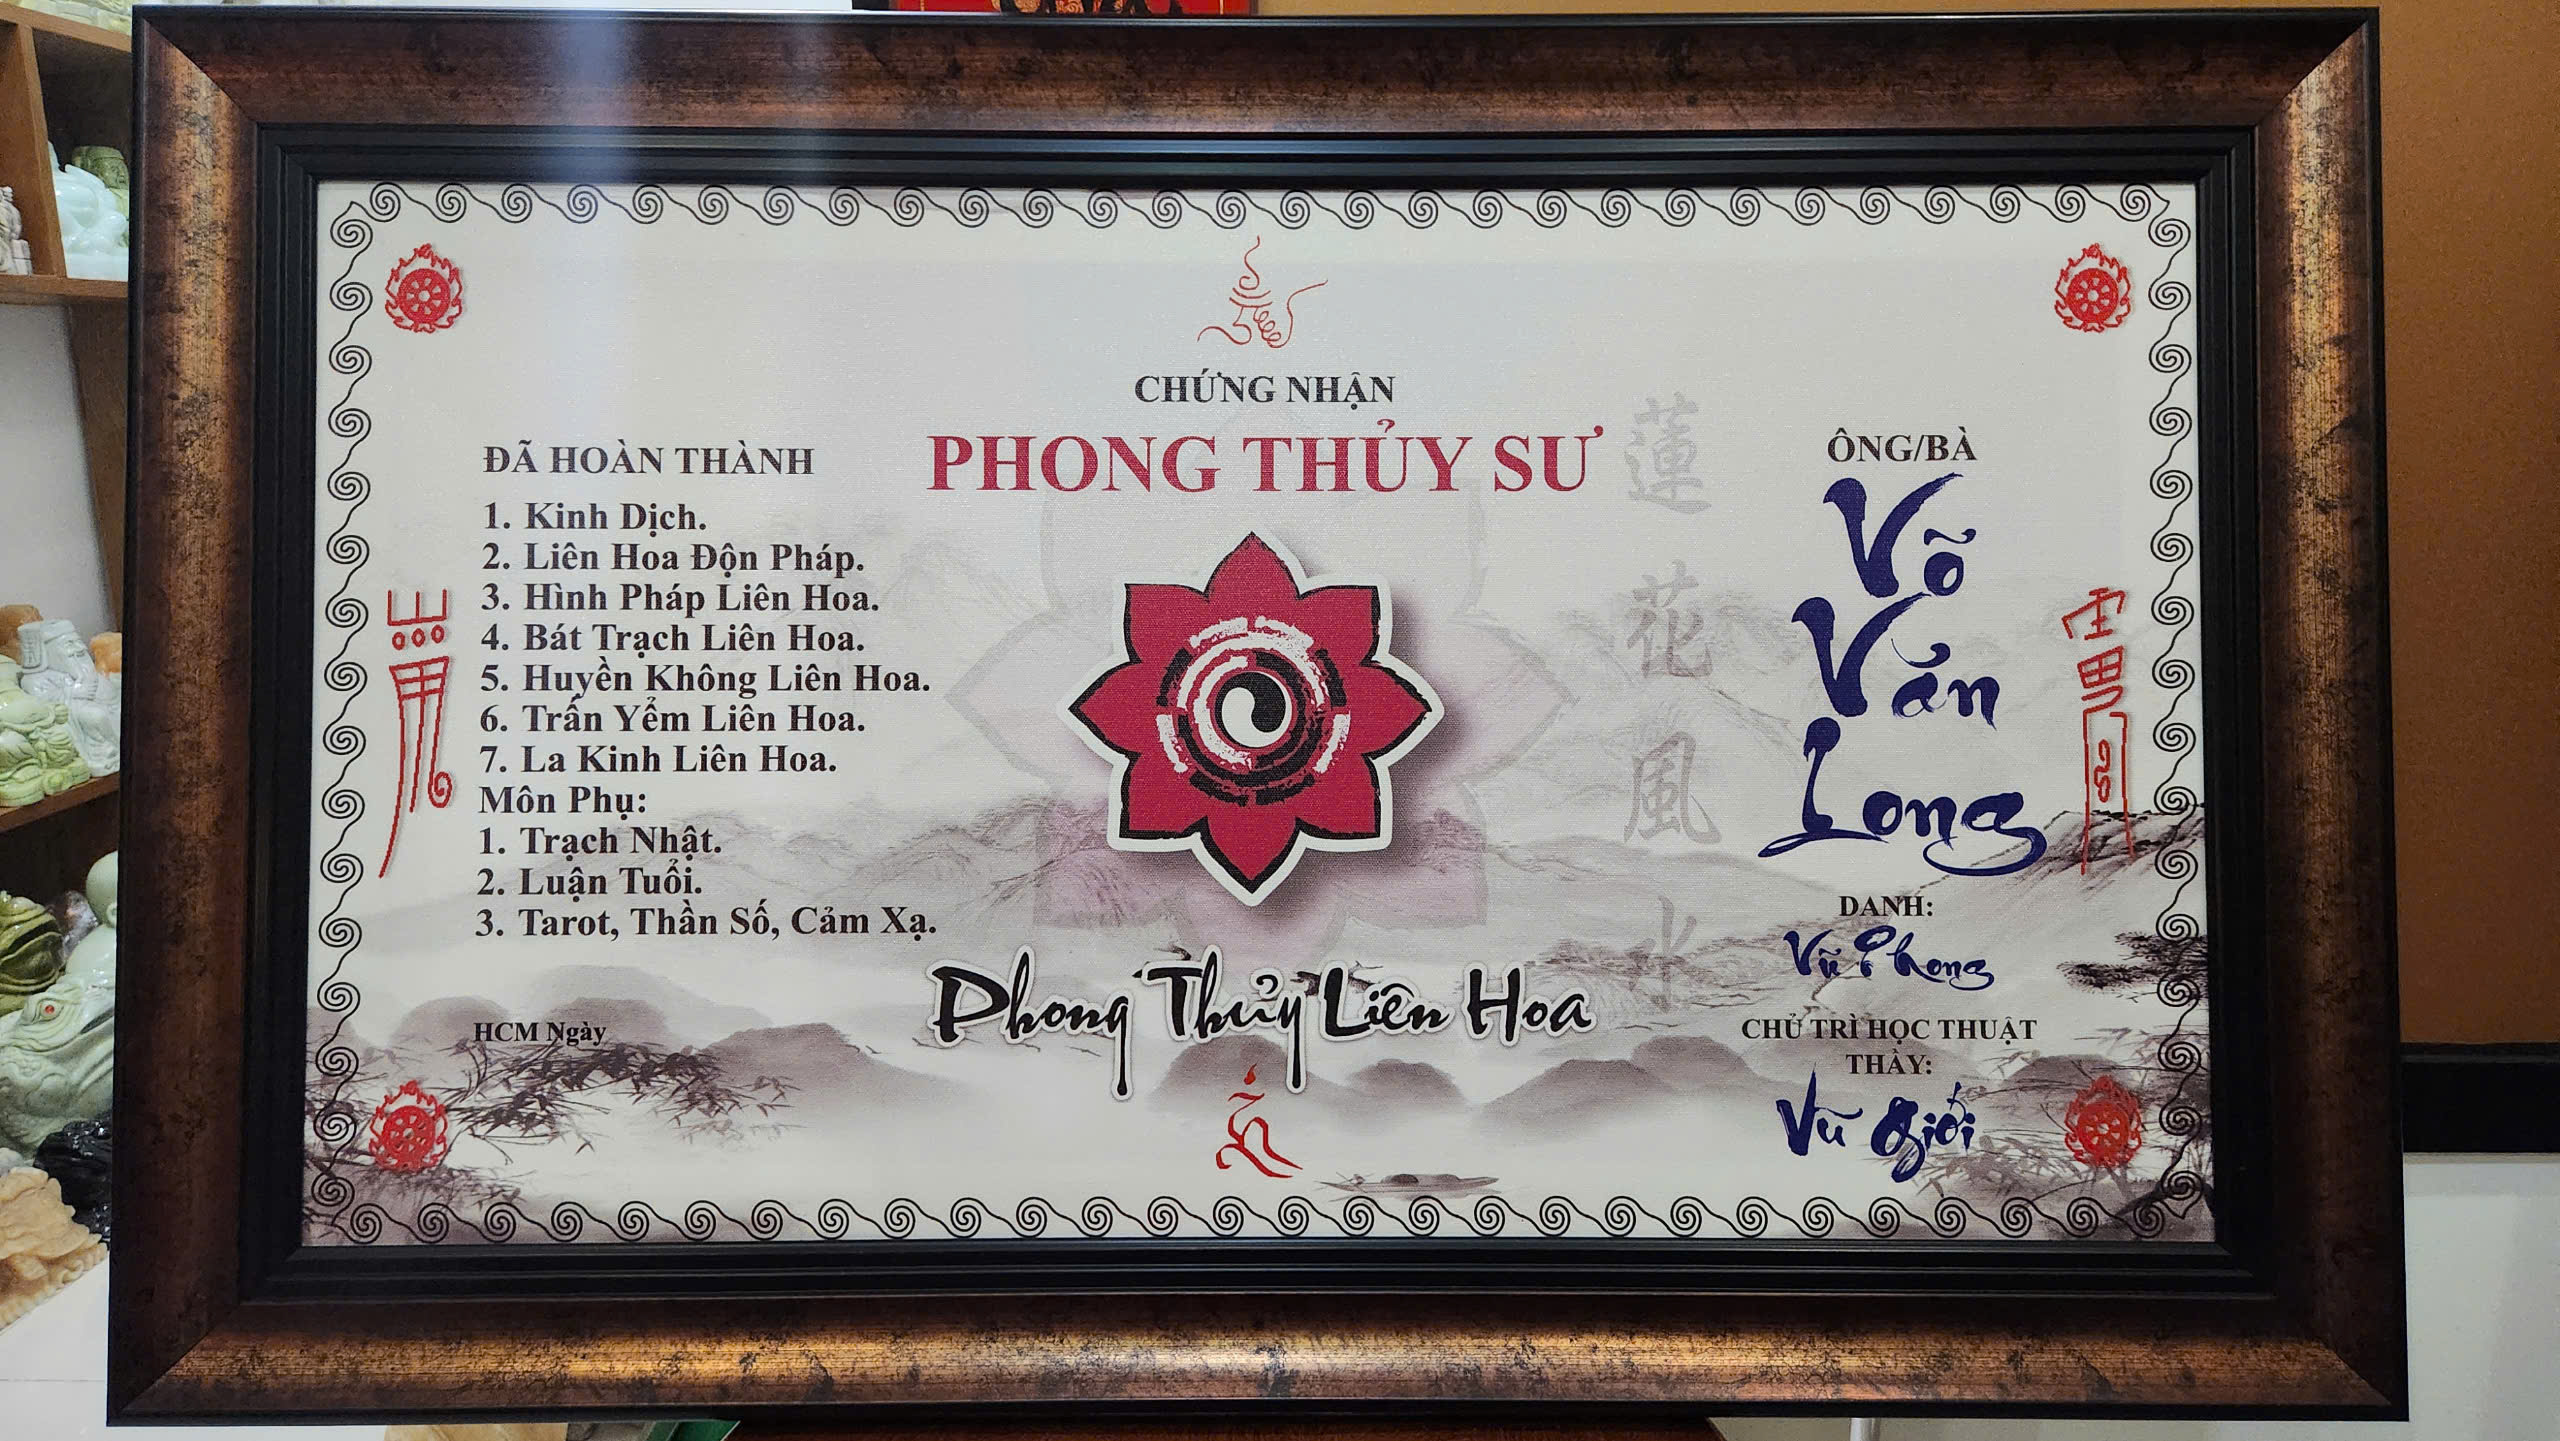 CHỨNG NHẬN
PHONG THỦY SƯ
ĐÃ HOÀN THÀNH
1. Kinh Dịch.
2. Liên Hoa Độn Pháp.
3. Hình Pháp Liên Hoa.
4. Bát Trạch Liên Hoa.
5. Huyền Không Liên Hoa.
6. Trấn Yểm Liên Hoa.
7. La Kinh Liên Hoa.
Môn Phụ:
1. Trạch Nhật.
2. Luận Tuổi.
3. Tarot, Thần Số, Cảm Xạ.
HCM Ngày
Phong Thủy Liên Hoa
蓮
花
風
水
ÔNG/BÀ
Võ
Văn
Long
DANH:
Vũ Phong
CHỦ TRÌ HỌC THUẬT
THẦY:
Vũ Giới